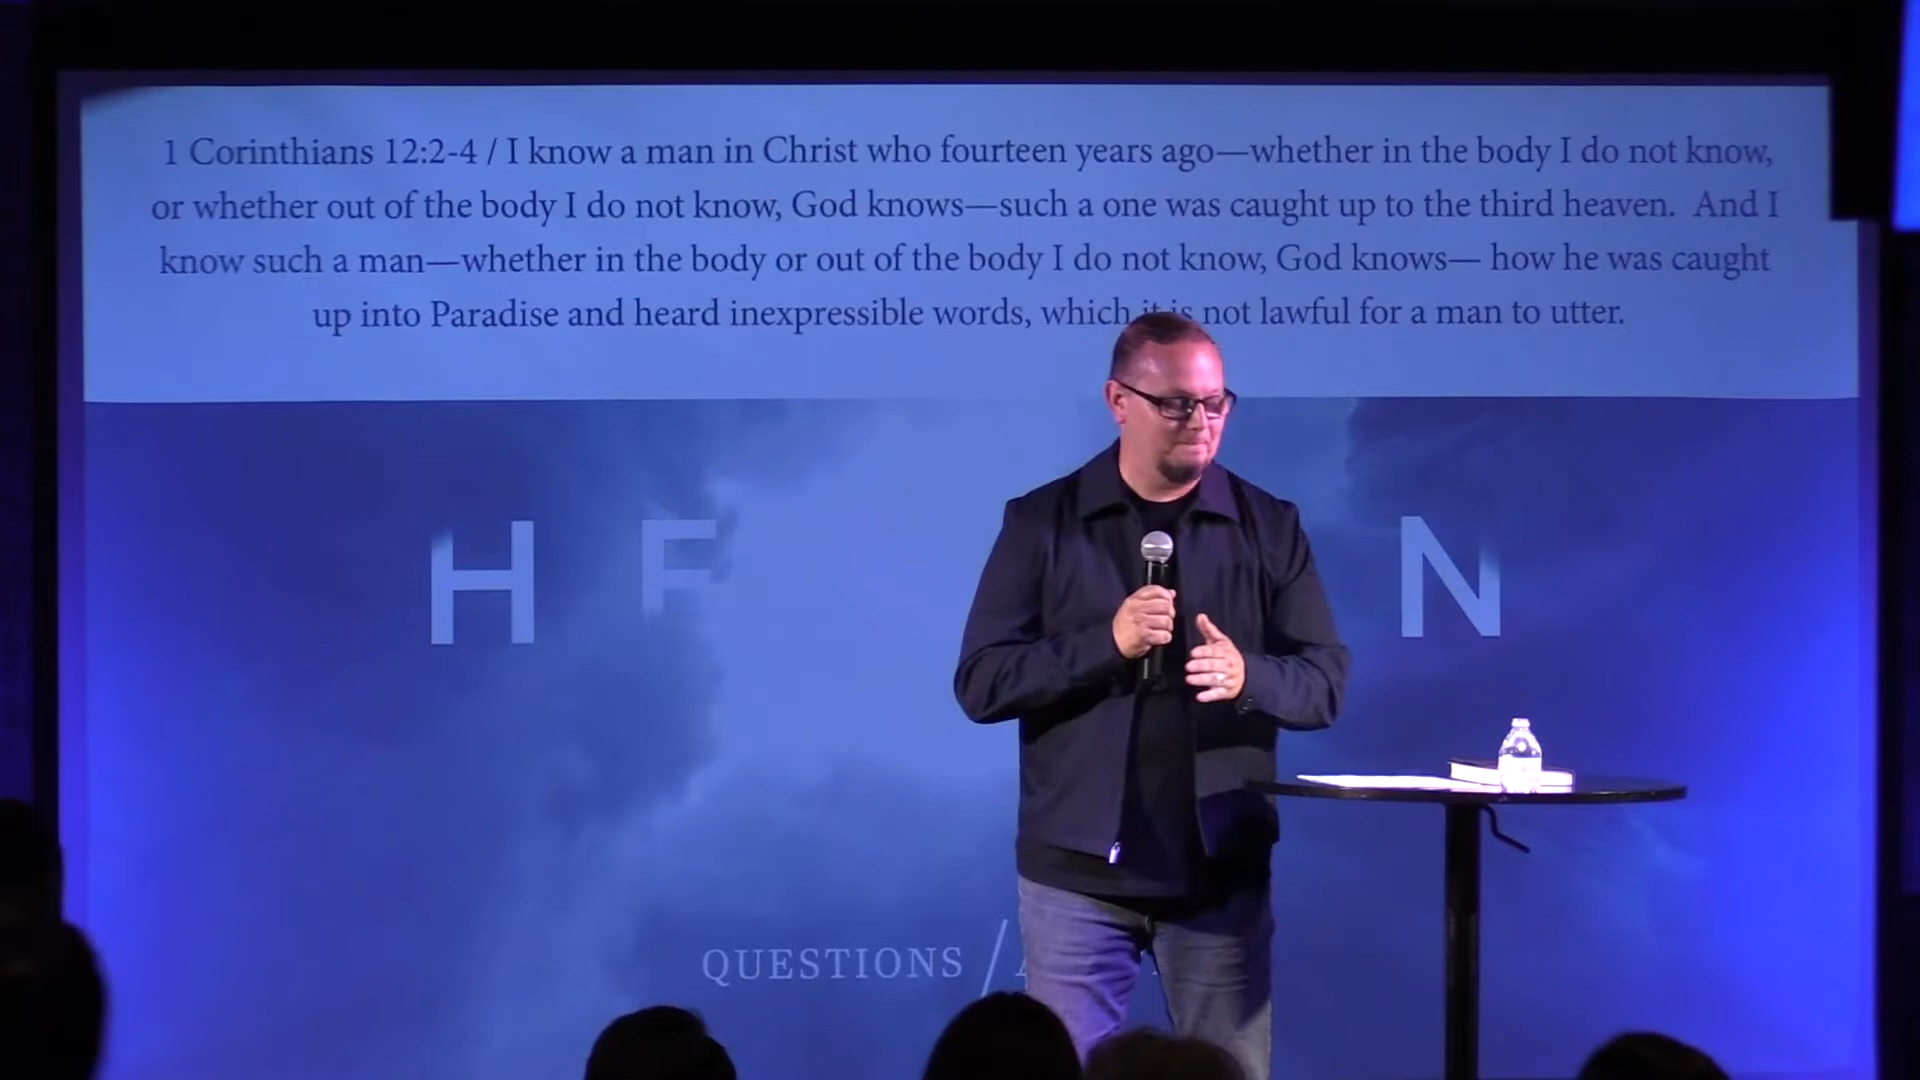 1 Corinthians 12:2-4 / I know a man in Christ who fourteen years ago—whether in the body I do not know,
or whether out of the body I do not know, God knows—such a one was caught up to the third heaven. And I
know such a man—whether in the body or out of the body I do not know, God knows— how he was caught
up into Paradise and heard inexpressible words, which it is not lawful for a man to utter.
H E N
QUESTIONS /